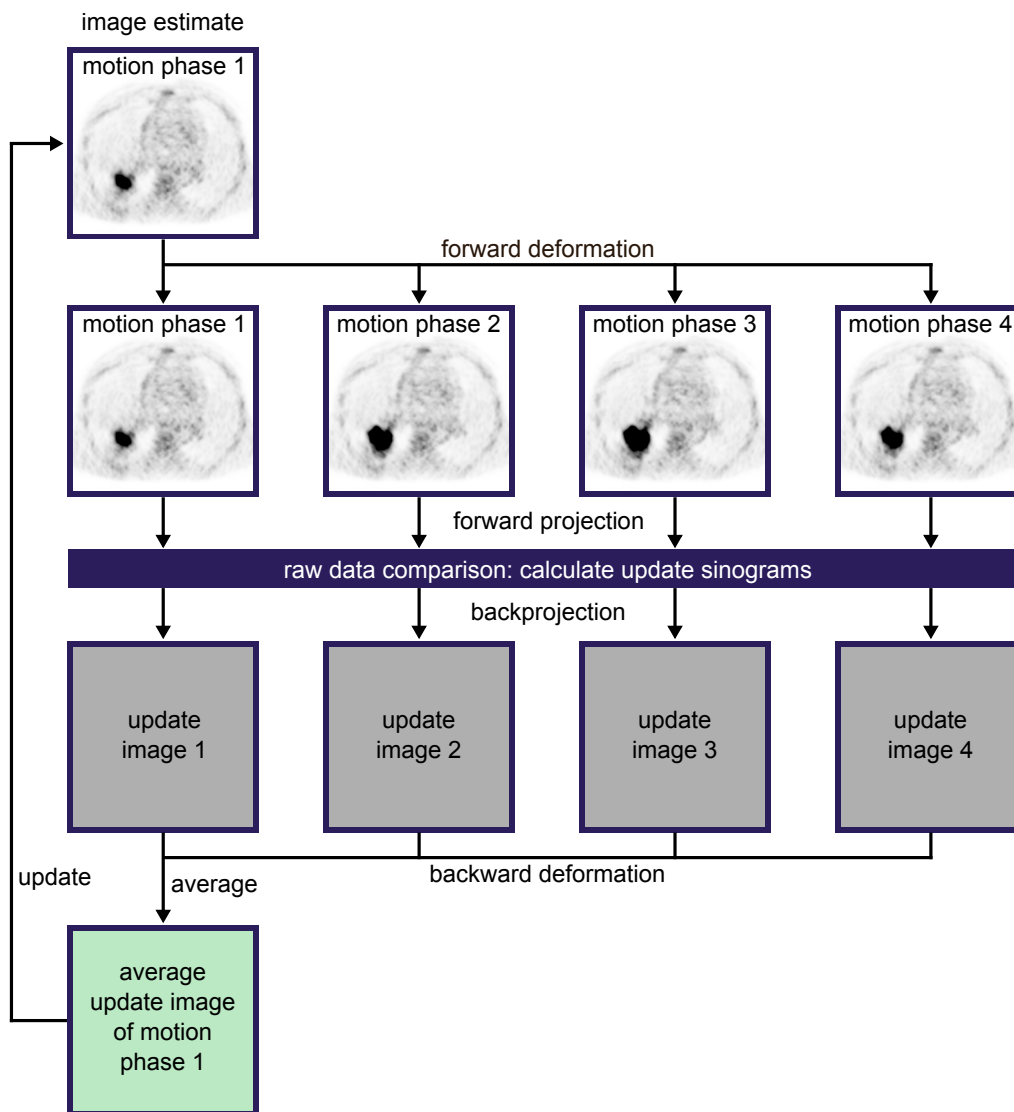 image estimate
motion phase 1
forward deformation
motion phase 1
motion phase 2
motion phase 3
motion phase 4
forward projection
raw data comparison: calculate update sinograms
backprojection
update
image 1
update
image 2
update
image 3
update
image 4
backward deformation
update
average
average
update image
of motion
phase 1